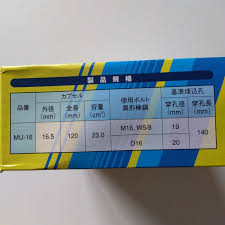 製品規格
品番 カプセル 使用ボルト 異形棒鋼 基準埋込孔
外径(mm) 全長(mm) 容量(cm³) 穿孔径(mm) 穿孔長(mm)
MU-16 16.5 120 23.0 M16, W5/8 19 140
D16 20